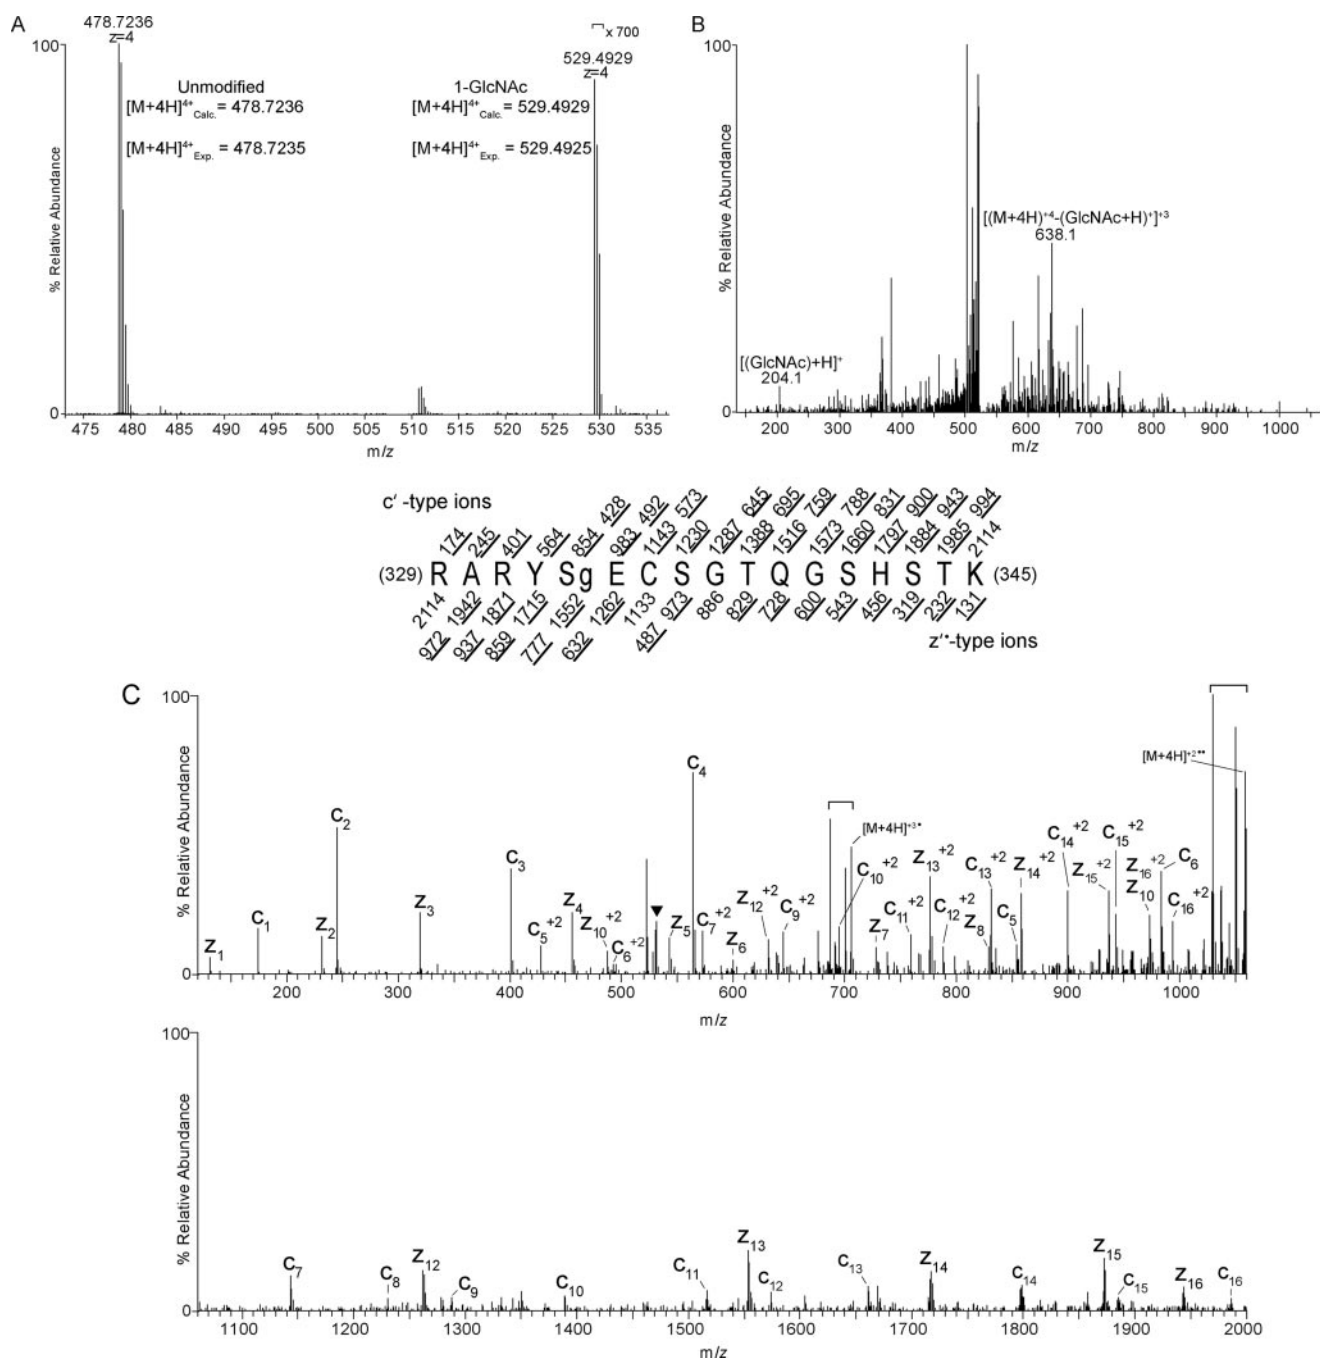 A
478.7236
z=4
x 700
529.4929
z=4
100
Unmodified
[M+4H]⁴⁺Calc. = 478.7236
[M+4H]⁴⁺Exp. = 478.7235
1-GlcNAc
[M+4H]⁴⁺Calc. = 529.4929
[M+4H]⁴⁺Exp. = 529.4925
% Relative Abundance
0
475 480 485 490 495 500 505 510 515 520 525 530 535
m/z
B
100
[(M+4H)⁺⁴-(GlcNAc+H)⁺]⁺³
638.1
[(GlcNAc)+H]⁺
204.1
% Relative Abundance
0
200 300 400 500 600 700 800 900 1000
m/z
c′ -type ions
428 492 573 645 695 759 788 831 900 943 994
174 245 401 564 854 983 1143 1230 1287 1388 1516 1573 1660 1797 1884 1985 2114
(329) R A R Y S g E C S G T Q G S H S T K (345)
2114 1942 1871 1715 1552 1262 1133 973 886 829 728 600 543 456 319 232 131
972 937 859 777 632 487
z′•-type ions
C
100
% Relative Abundance
0
z₁
c₁
z₂
c₂
z₃
c₃
c₅⁺²
z₄
z₁₀⁺²
c₆⁺²
z₅
c₄
c₇⁺²
z₆
z₁₂⁺²
c₉⁺²
[M+4H]⁺³•
c₁₀⁺²
z₇
c₁₁⁺²
z₁₃⁺²
c₁₂⁺²
z₈
c₁₃⁺²
c₅
z₁₄⁺²
c₁₄⁺²
z₁₅⁺²
c₁₅⁺²
z₁₆⁺²
z₁₀
c₆
c₁₆⁺²
[M+4H]⁺²••
200 300 400 500 600 700 800 900 1000
m/z
100
% Relative Abundance
0
c₇
c₈
z₁₂
c₉
c₁₀
c₁₁
z₁₃
c₁₂
c₁₃
z₁₄
c₁₄
z₁₅
c₁₅
z₁₆
c₁₆
1100 1200 1300 1400 1500 1600 1700 1800 1900 2000
m/z